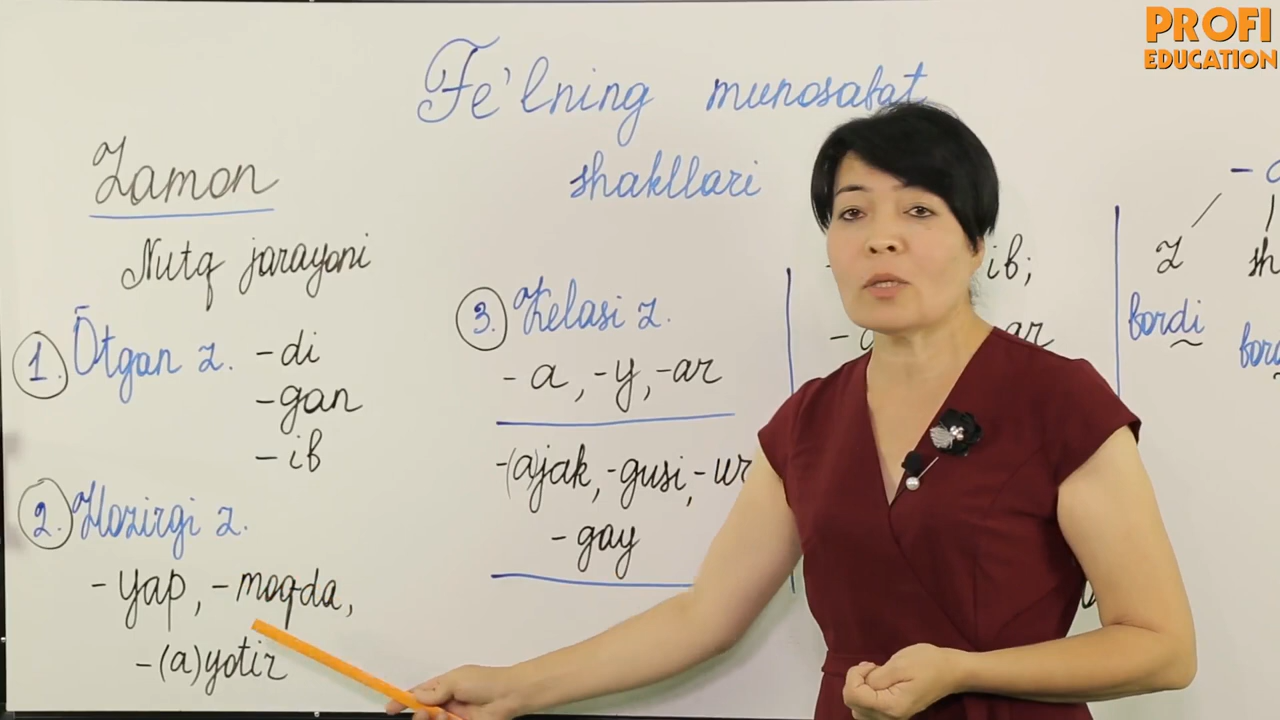 PROFI
EDUCATION
Fe'lning munosabat
shakllari
Zamon
Nutq jarayoni
1. Ōtgan z. -di
-gan
-ib
2. Hozirgi z.
-yap, -moqda,
-(a)yotir
3. Kelasi z.
-a, -y, -ar
-(a)jak, -gusi, -ur
-gay
ib;
ar
z sh
bordi